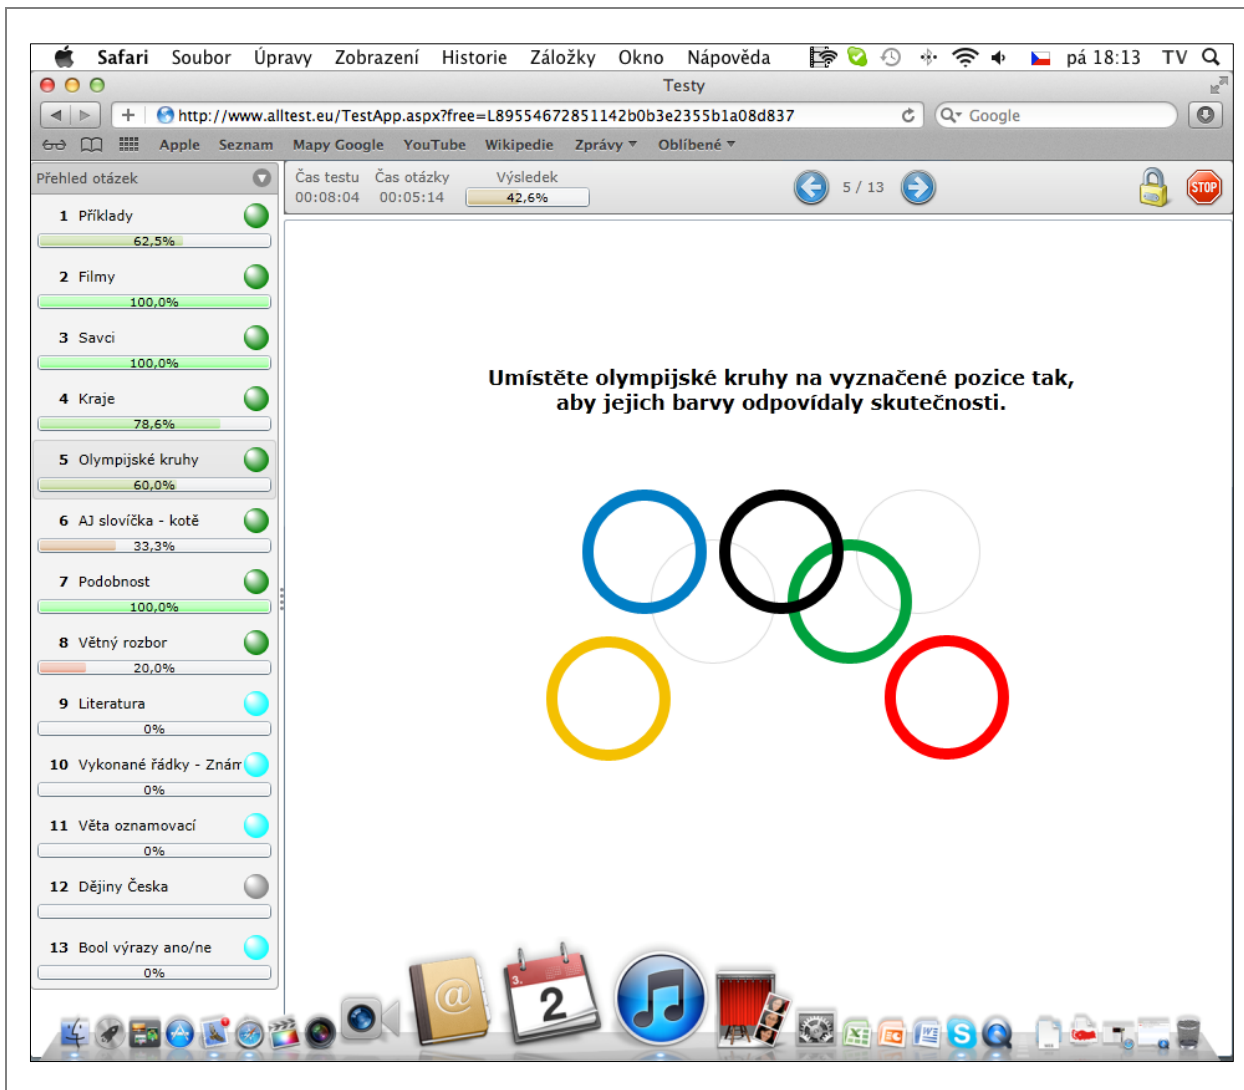 Safari Soubor Úpravy Zobrazení Historie Záložky Okno Nápověda pá 18:13 TV
Testy
http://www.alltest.eu/TestApp.aspx?free=L89554672851142b0b3e2355b1a08d837
Google
Apple Seznam Mapy Google YouTube Wikipedie Zprávy Oblíbené
Přehled otázek
Čas testu Čas otázky Výsledek
00:08:04 00:05:14 42,6%
5 / 13
STOP
1 Příklady
62,5%
2 Filmy
100,0%
3 Savci
100,0%
4 Kraje
78,6%
5 Olympijské kruhy
60,0%
6 AJ slovíčka - kotě
33,3%
7 Podobnost
100,0%
8 Větný rozbor
20,0%
9 Literatura
0%
10 Vykonané řádky - Znám
0%
11 Věta oznamovací
0%
12 Dějiny Česka
13 Bool výrazy ano/ne
0%
Umístěte olympijské kruhy na vyznačené pozice tak,
aby jejich barvy odpovídaly skutečnosti.
@
3.
2